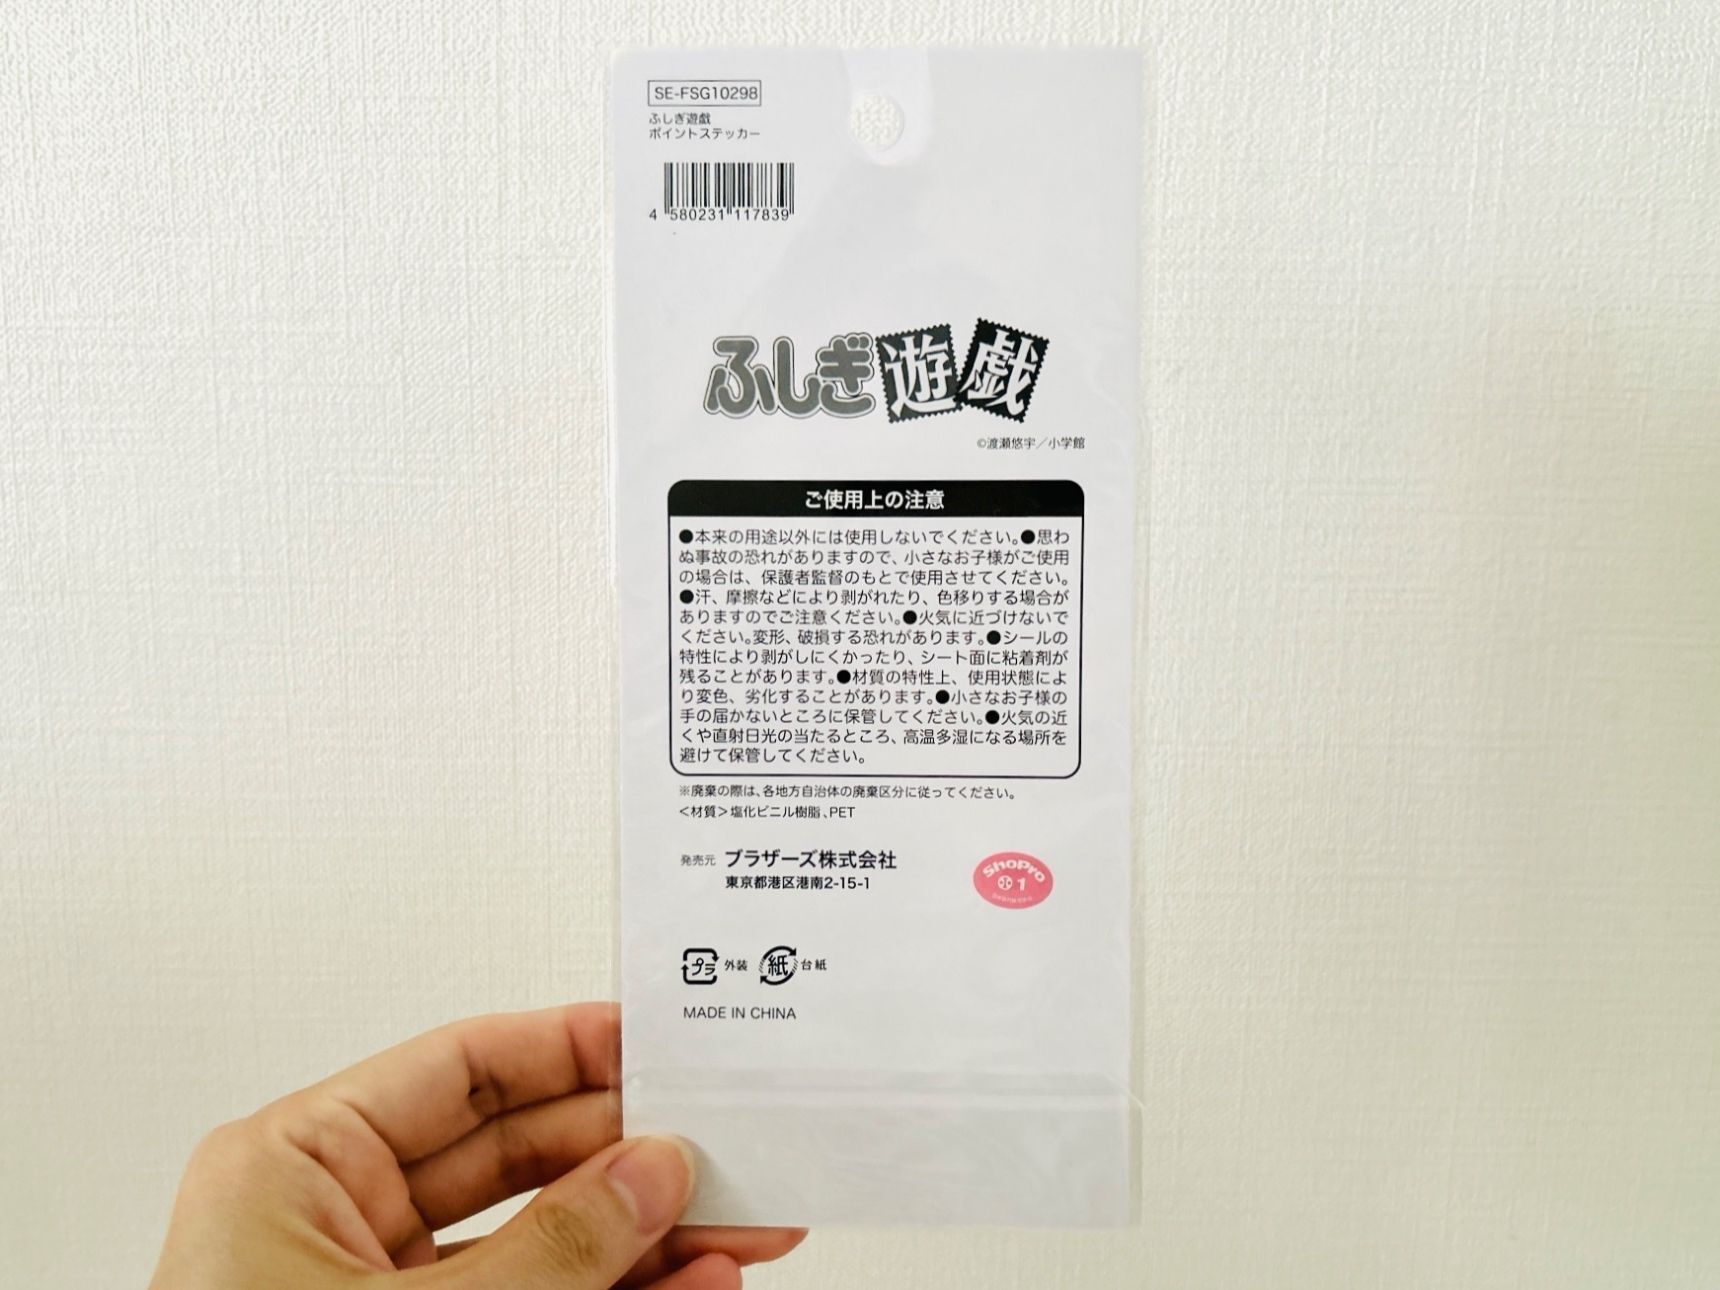 SE-FSG10298
ふしぎ遊戯
ポイントステッカー
4 580231 117839
ふしぎ遊戯
©渡瀬悠宇／小学館
ご使用上の注意
●本来の用途以外には使用しないでください。●思わ
ぬ事故の恐れがありますので、小さなお子様がご使用
の場合は、保護者監督のもとで使用させてください。
●汗、摩擦などにより剥がれたり、色移りする場合が
ありますのでご注意ください。●火気に近づけないで
ください。変形、破損する恐れがあります。●シールの
特性により剥がしにくかったり、シート面に粘着剤が
残ることがあります。●材質の特性上、使用状態によ
り変色、劣化することがあります。●小さなお子様の
手の届かないところに保管してください。●火気の近
くや直射日光の当たるところ、高温多湿になる場所を
避けて保管してください。
※廃棄の際は、各地方自治体の廃棄区分に従ってください。
＜材質＞塩化ビニル樹脂、PET
発売元 ブラザーズ株式会社
東京都港区港南2-15-1
ShoPro
1
プラ 外装 紙 台紙
MADE IN CHINA